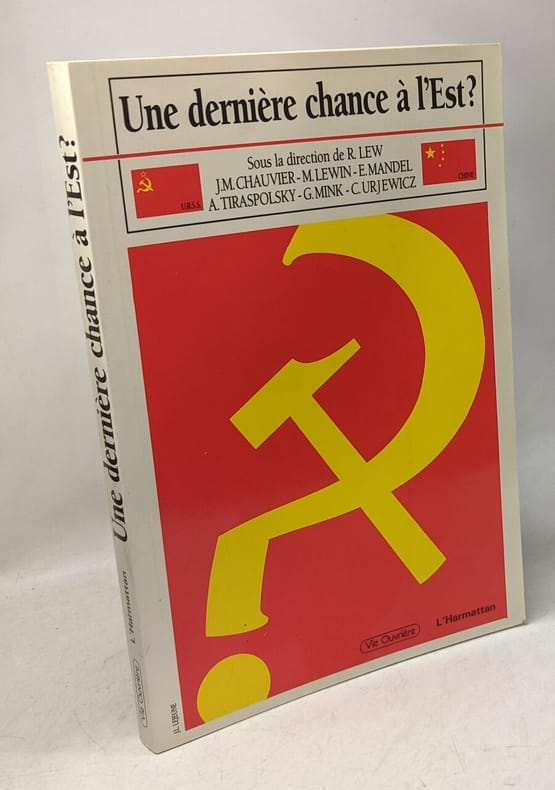 Une dernière chance à l'Est?
Sous la direction de R. LEW
J.M.CHAUVIER - M.LEWIN - E.MANDEL
A.TIRASPOLSKY - G.MINK - C.URJEWICZ
U.R.S.S.
CHINE
Vie Ouvrière
L'Harmattan
J.L. LEJEUNE
Une dernière chance à l'Est?
L'Harmattan
Vie Ouvrière